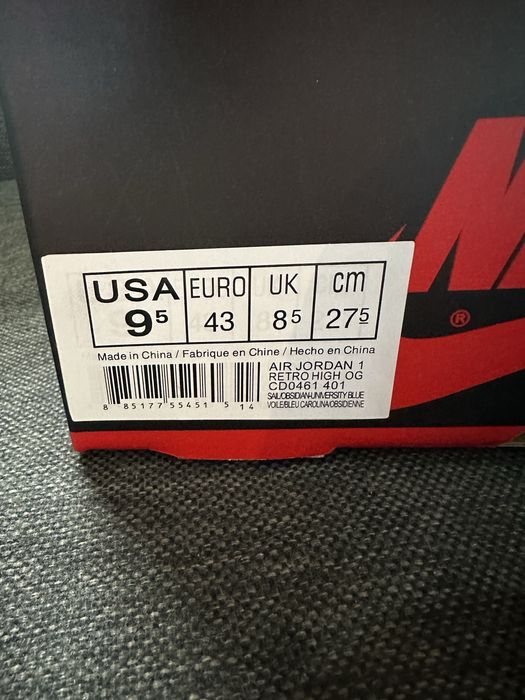 USA EURO UK cm
9⁵ 43 8⁵ 27⁵
Made in China / Fabrique en Chine / Hecho en China
AIR JORDAN 1
RETRO HIGH OG
CD0461 401
SAIL/OBSIDIAN-UNIVERSITY BLUE
VOILE/BLEU CAROLINA/OBSIDIENNE
8 85177 55451 5 14
®